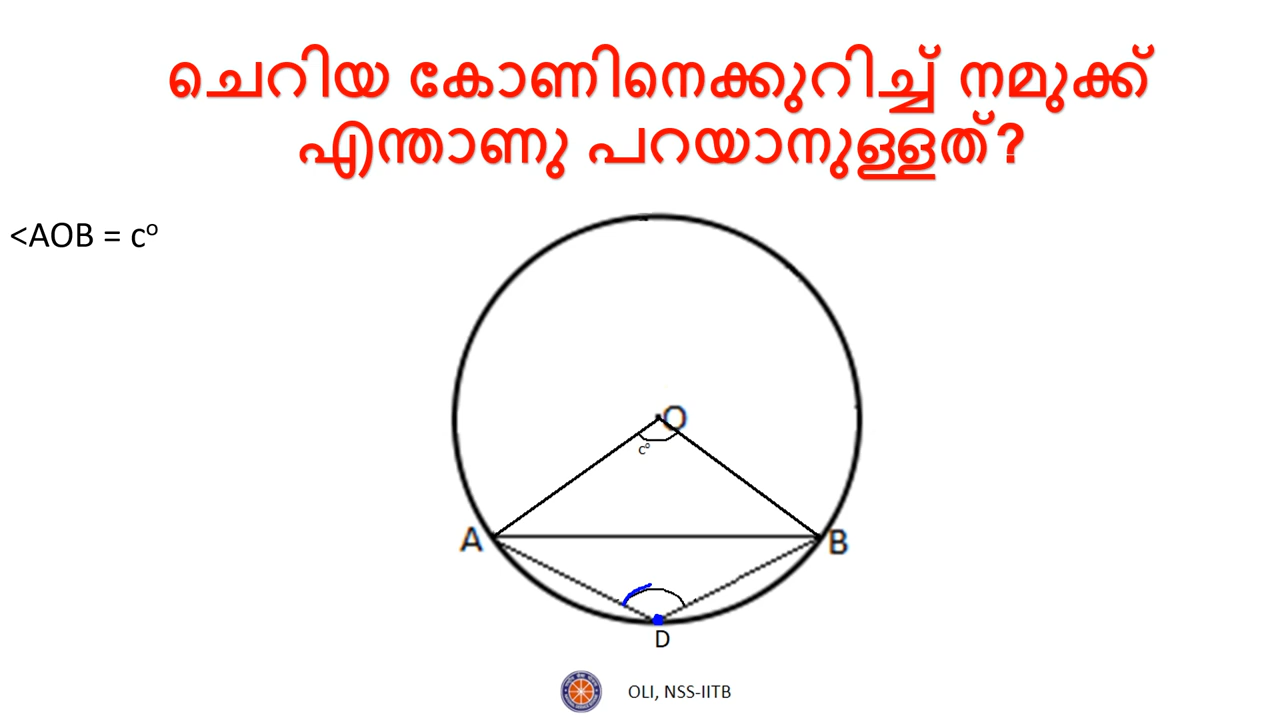 ചെറിയ കോണിനെക്കുറിച്ച് നമുക്ക്
എന്താണു പറയാനുള്ളത്?
<AOB = cº
O
cº
A
B
D
OLI, NSS-IITB